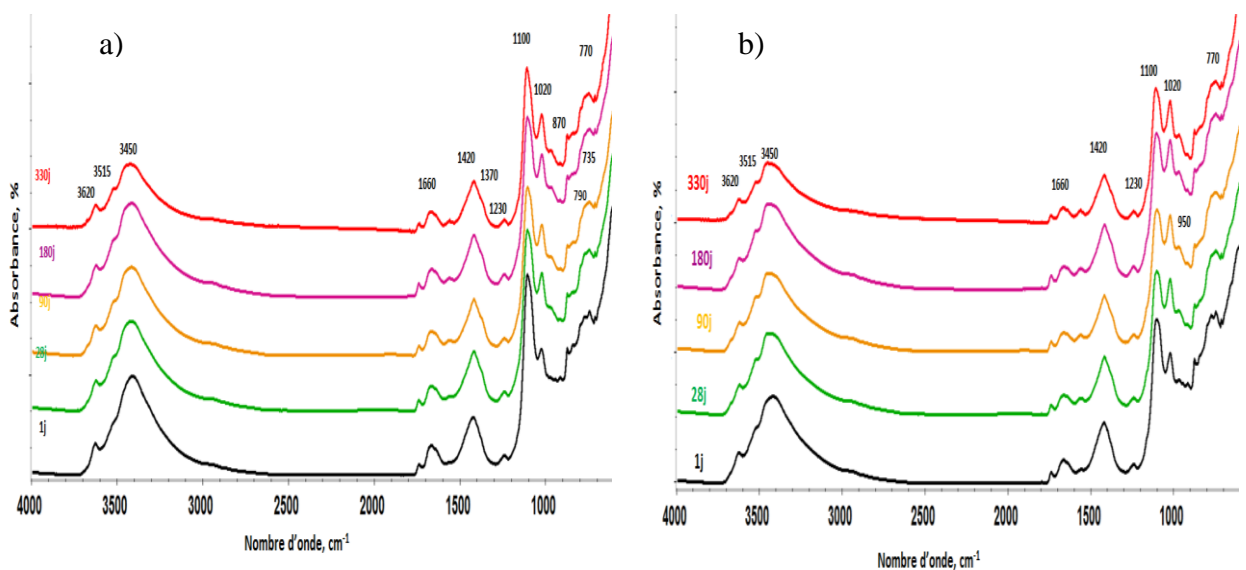 a)
Absorbance, %
3620
3515
3450
1660
1420
1370
1230
1100
1020
870
770
735
790
330j
180j
90j
28j
1j
4000 3500 3000 2500 2000 1500 1000
Nombre d'onde, cm-1
b)
Absorbance, %
3620
3515
3450
1660
1420
1230
1100
1020
950
770
330j
180j
90j
28j
1j
4000 3500 3000 2500 2000 1500 1000
Nombre d'onde, cm-1